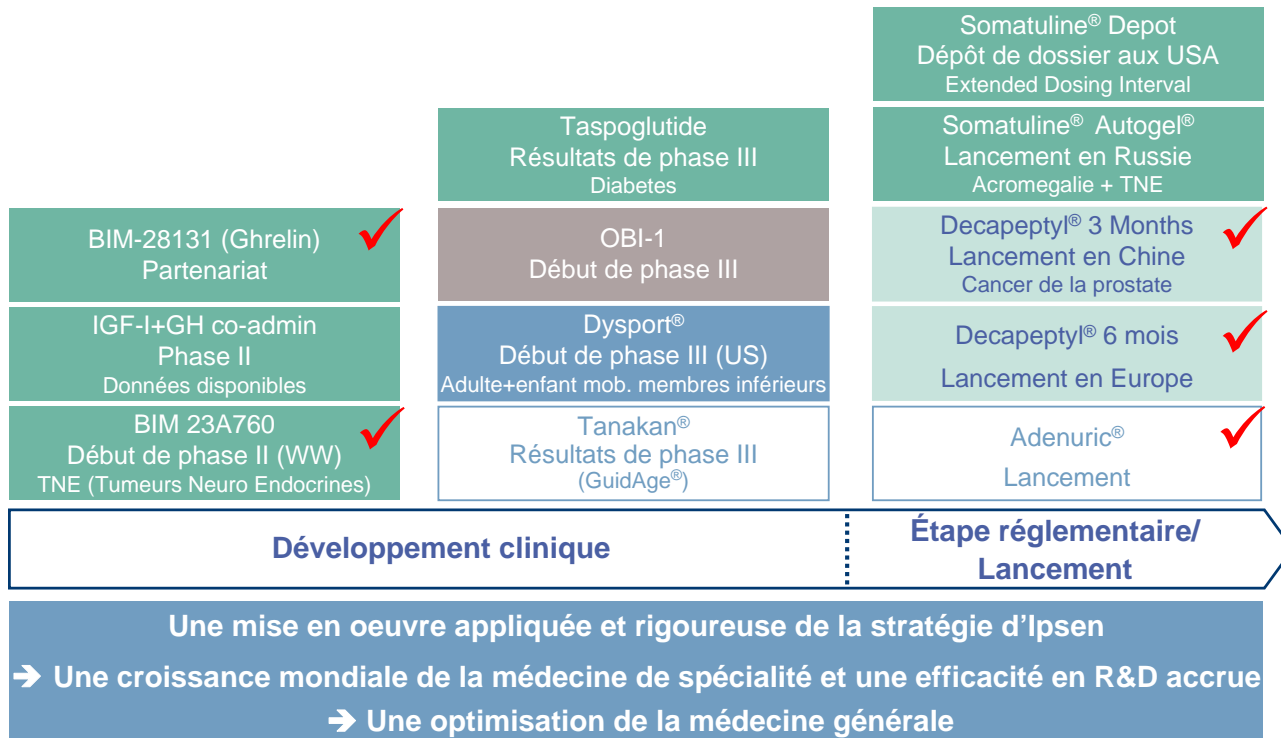 BIM-28131 (Ghrelin)
Partenariat
IGF-I+GH co-admin
Phase II
Données disponibles
BIM 23A760
Début de phase II (WW)
TNE (Tumeurs Neuro Endocrines)
Taspoglutide
Résultats de phase III
Diabetes
OBI-1
Début de phase III
Dysport®
Début de phase III (US)
Adulte+enfant mob. membres inférieurs
Tanakan®
Résultats de phase III
(GuidAge®)
Somatuline® Depot
Dépôt de dossier aux USA
Extended Dosing Interval
Somatuline® Autogel®
Lancement en Russie
Acromegalie + TNE
Decapeptyl® 3 Months
Lancement en Chine
Cancer de la prostate
Decapeptyl® 6 mois
Lancement en Europe
Adenuric®
Lancement
Développement clinique
Étape réglementaire/
Lancement
Une mise en oeuvre appliquée et rigoureuse de la stratégie d'Ipsen
➔ Une croissance mondiale de la médecine de spécialité et une efficacité en R&D accrue
➔ Une optimisation de la médecine générale